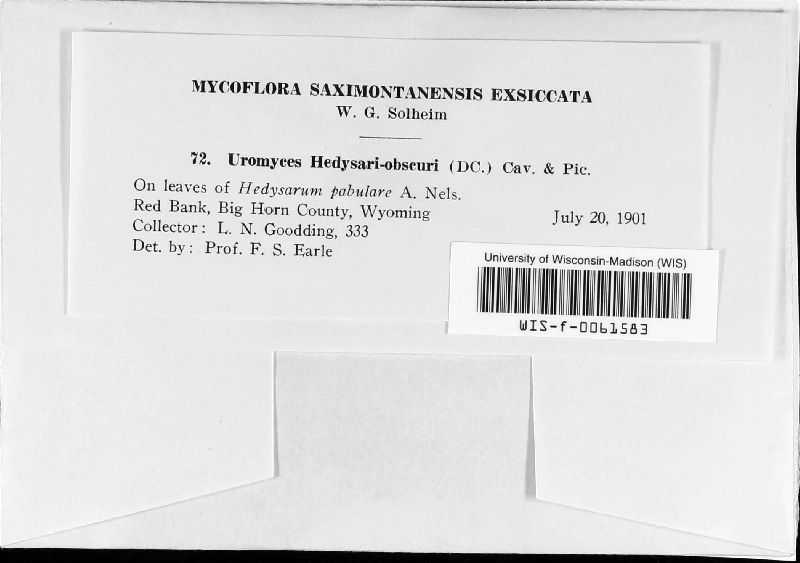 MYCOFLORA SAXIMONTANENSIS EXSICCATA
W. G. Solheim
72. Uromyces Hedysari-obscuri (DC.) Cav. & Pic.
On leaves of Hedysarum pabulare A. Nels.
Red Bank, Big Horn County, Wyoming July 20, 1901
Collector: L. N. Goodding, 333
Det. by: Prof. F. S. Earle
University of Wisconsin-Madison (WIS)
WIS-f-0061583